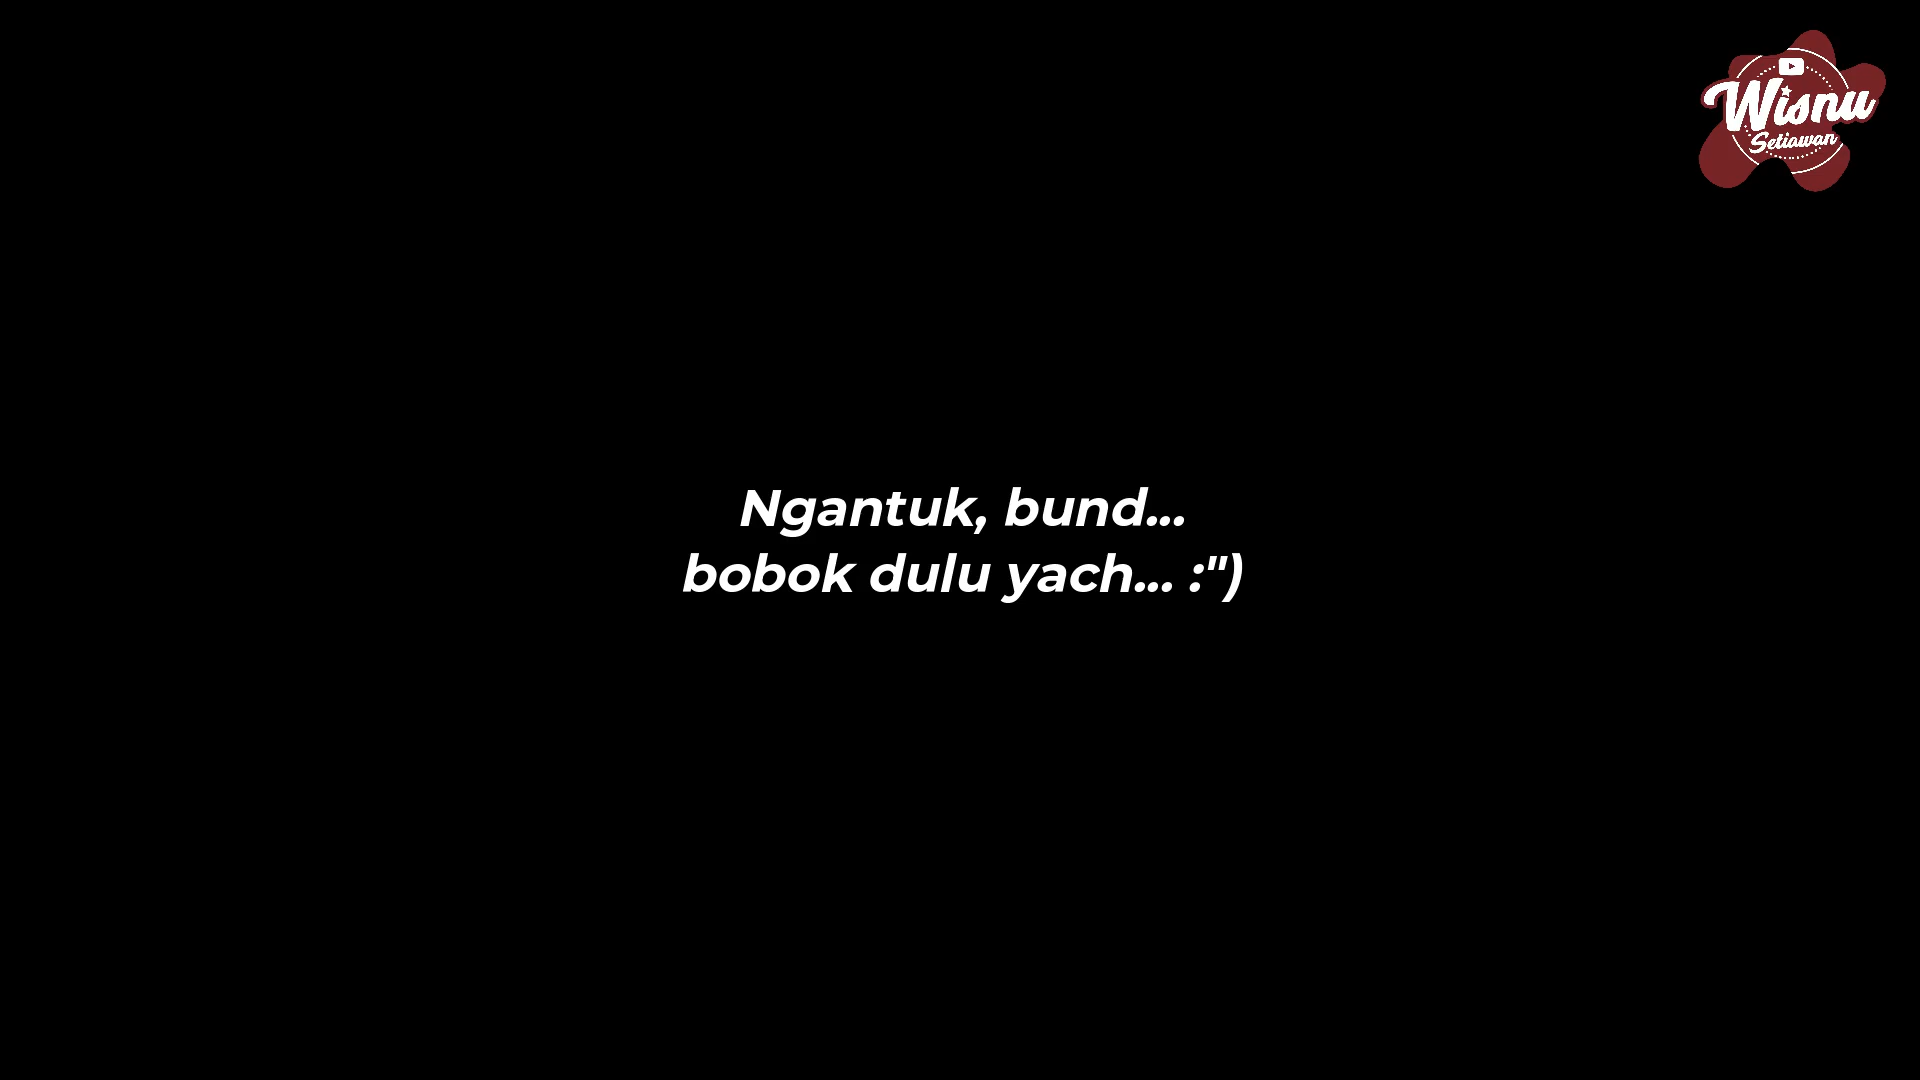 Wisnu
Setiawan
Ngantuk, bund...
bobok dulu yach... :")